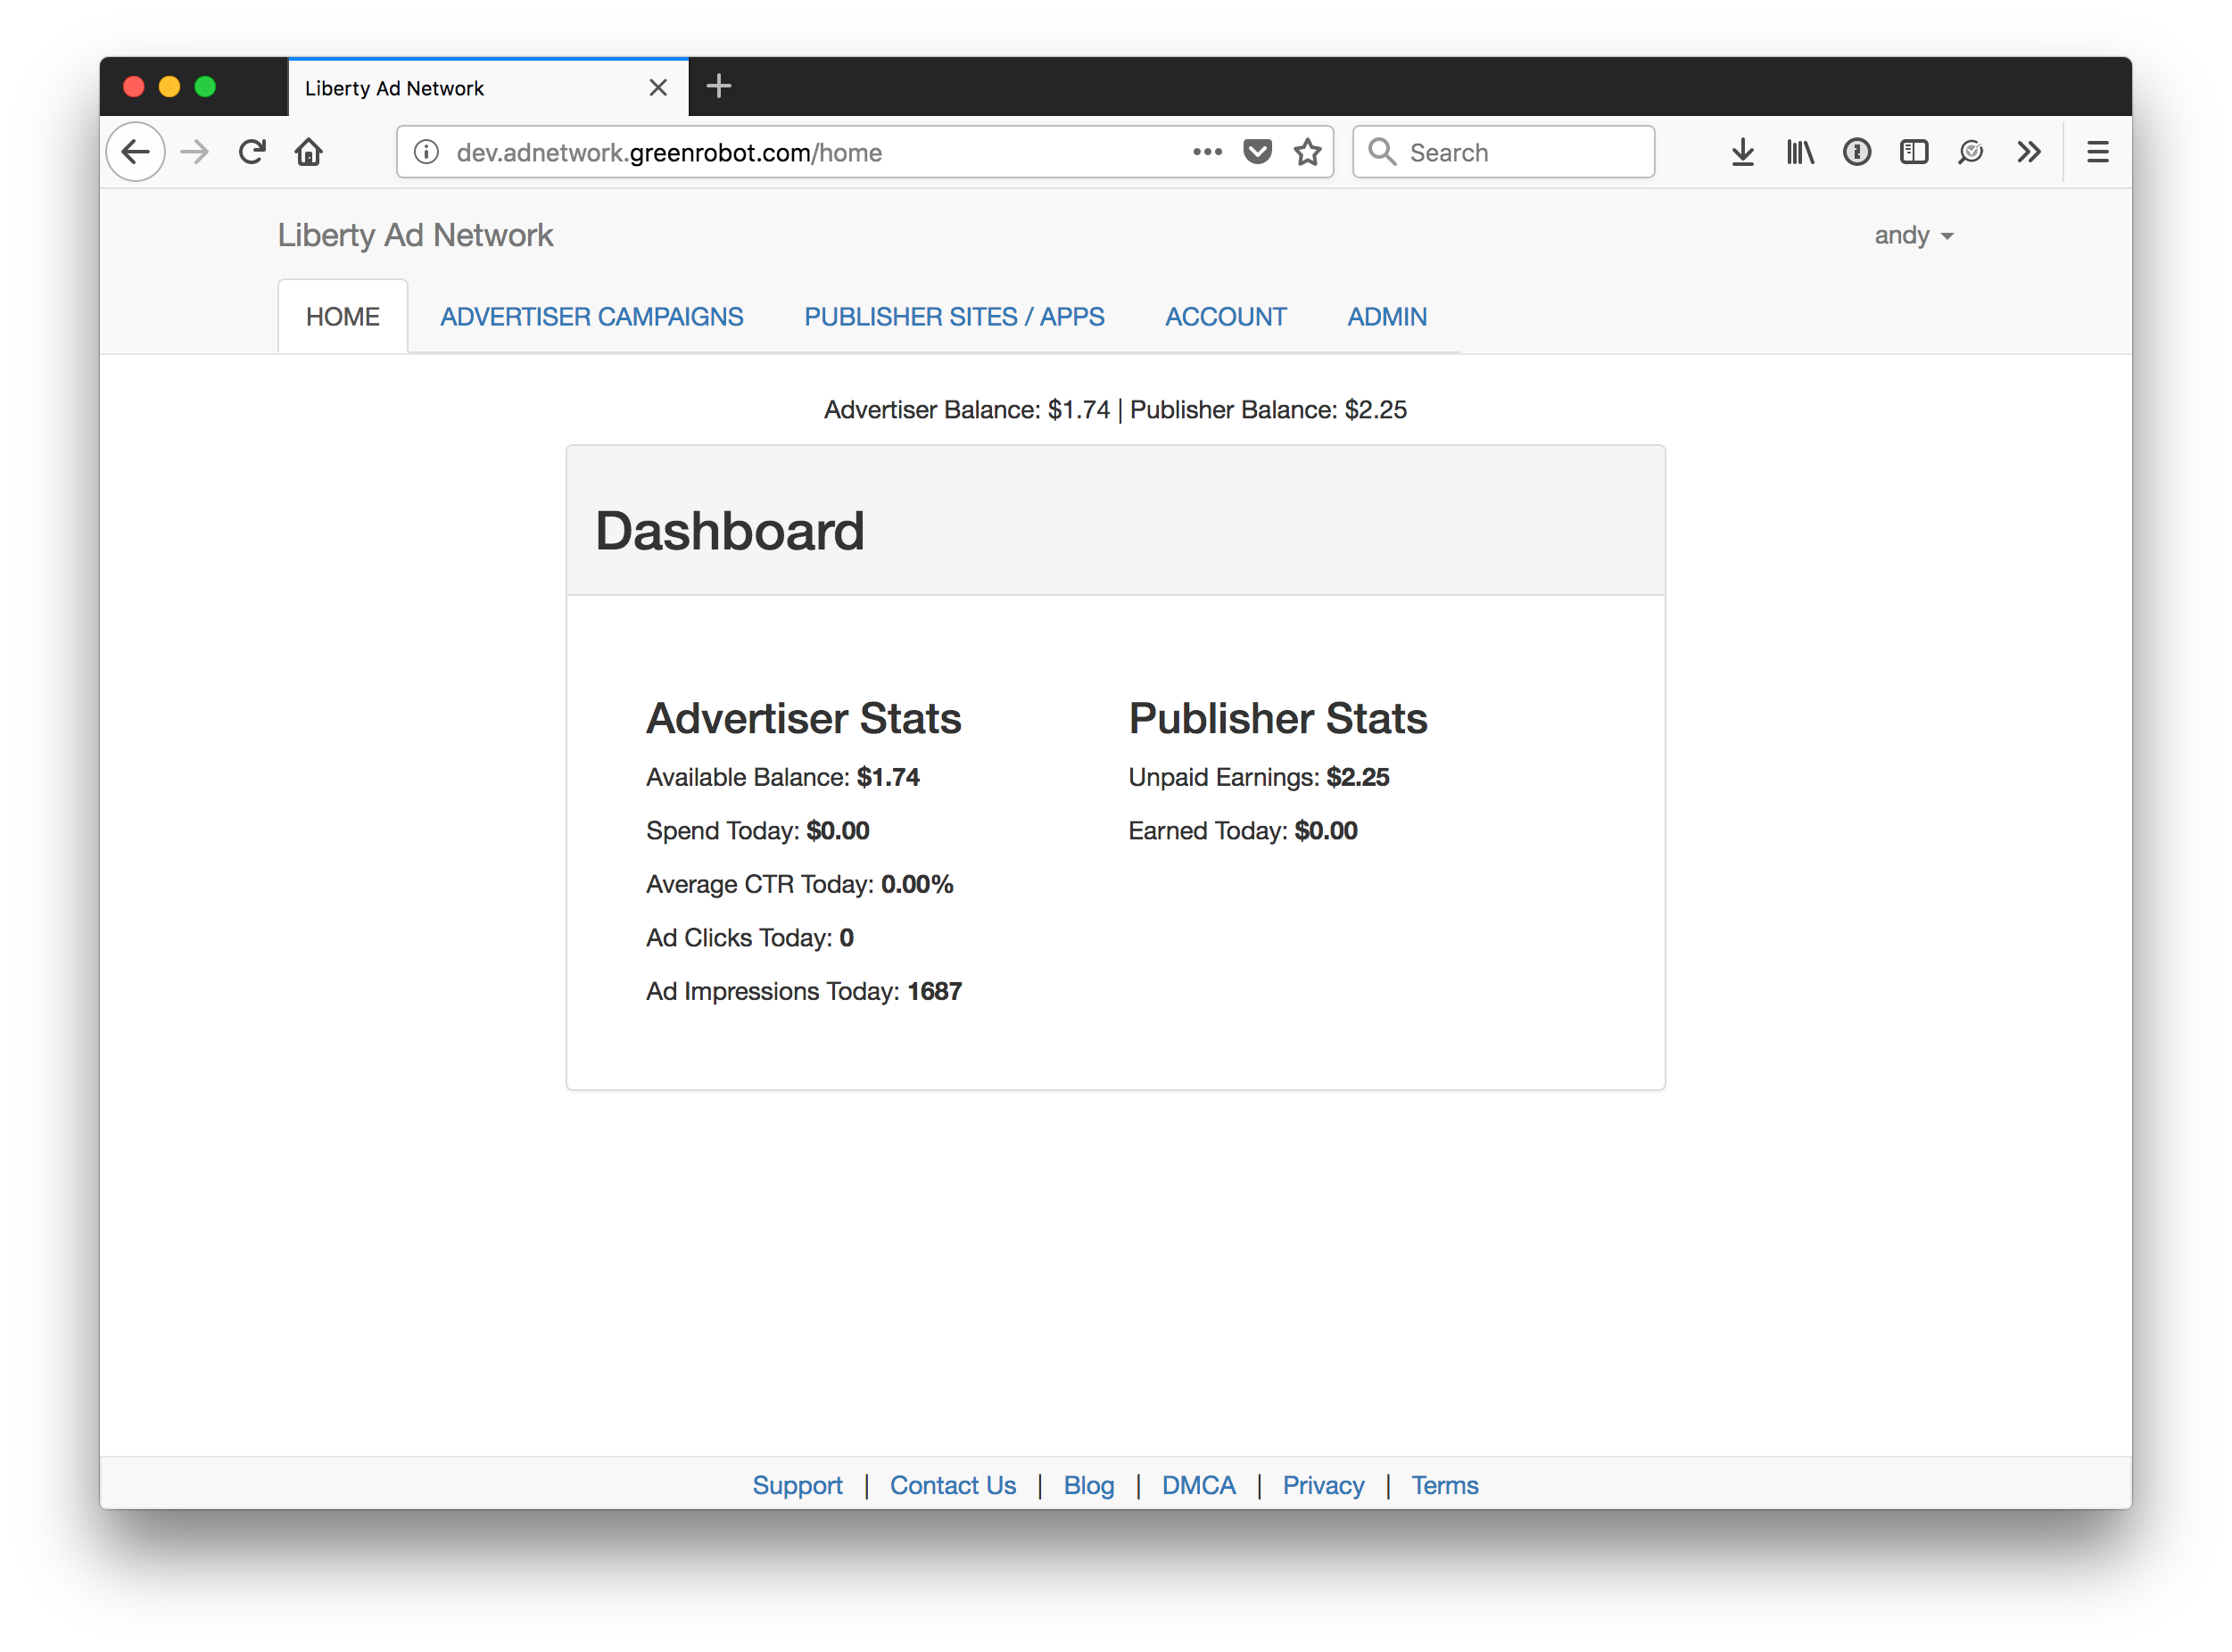 Liberty Ad Network
dev.adnetwork.greenrobot.com/home
Search
Liberty Ad Network
andy
HOME ADVERTISER CAMPAIGNS PUBLISHER SITES / APPS ACCOUNT ADMIN
Advertiser Balance: $1.74 | Publisher Balance: $2.25
Dashboard
Advertiser Stats
Available Balance: $1.74
Spend Today: $0.00
Average CTR Today: 0.00%
Ad Clicks Today: 0
Ad Impressions Today: 1687
Publisher Stats
Unpaid Earnings: $2.25
Earned Today: $0.00
Support | Contact Us | Blog | DMCA | Privacy | Terms